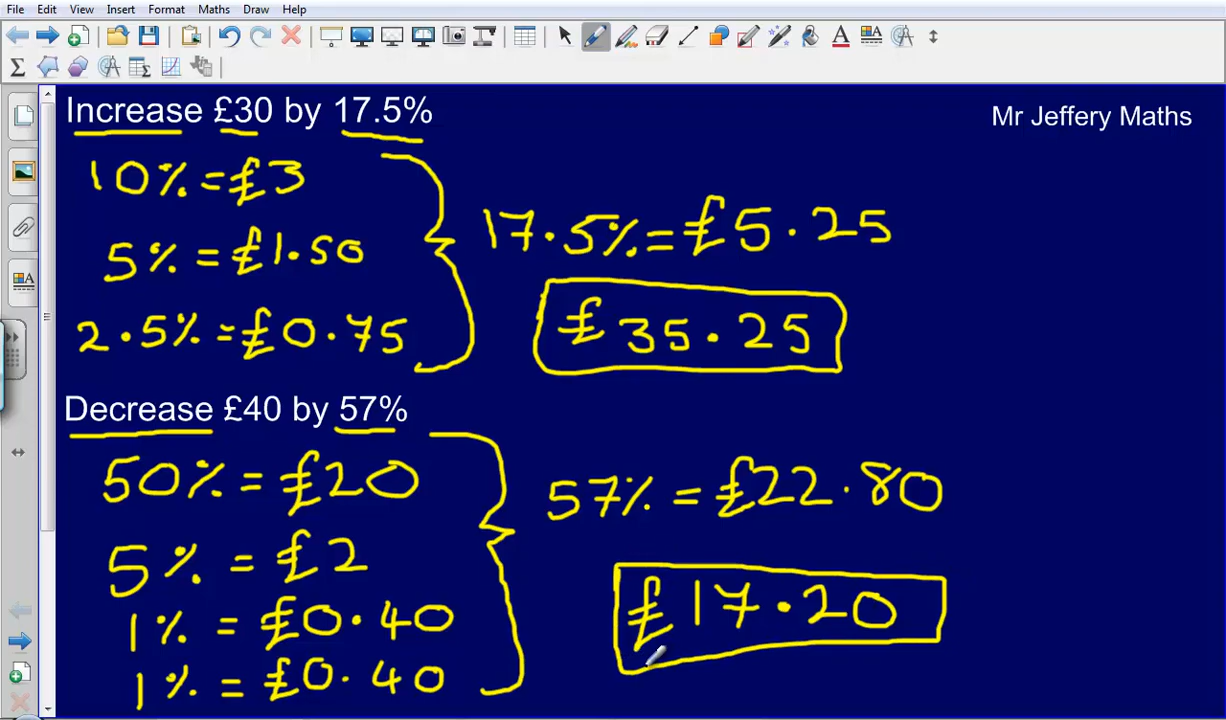 File Edit View Insert Format Maths Draw Help
Increase £30 by 17.5%
Mr Jeffery Maths
10% = £3
5% = £1.50
2.5% = £0.75
17.5% = £5.25
£35.25
Decrease £40 by 57%
50% = £20
5% = £2
1% = £0.40
1% = £0.40
57% = £22.80
£17.20